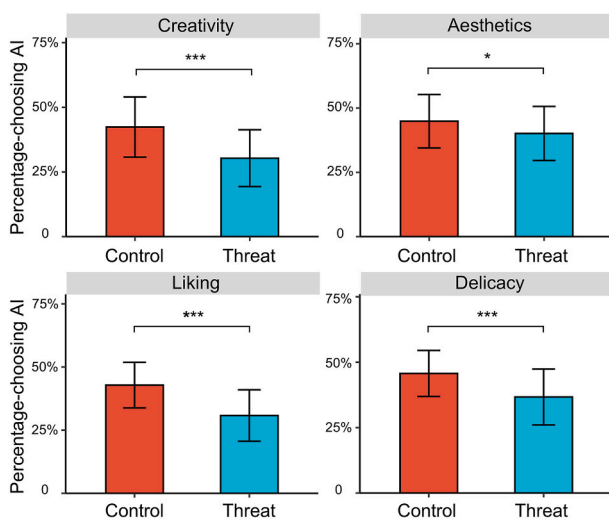 Creativity
Aesthetics
Percentage-choosing AI
75%
50%
25%
0
***
Control
Threat
75%
50%
25%
0
*
Control
Threat
Liking
Delicacy
Percentage-choosing AI
75%
50%
25%
0
***
Control
Threat
75%
50%
25%
0
***
Control
Threat